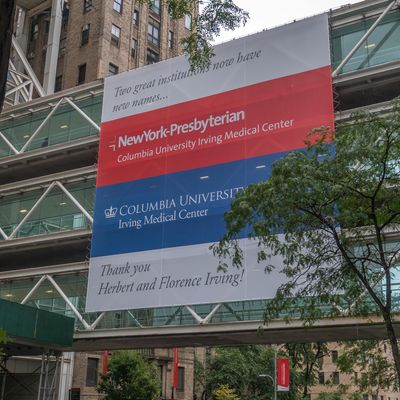 Two great institutions now have
new names...
NewYork-Presbyterian
Columbia University Irving Medical Center
Columbia University
Irving Medical Center
Thank you
Herbert and Florence Irving!